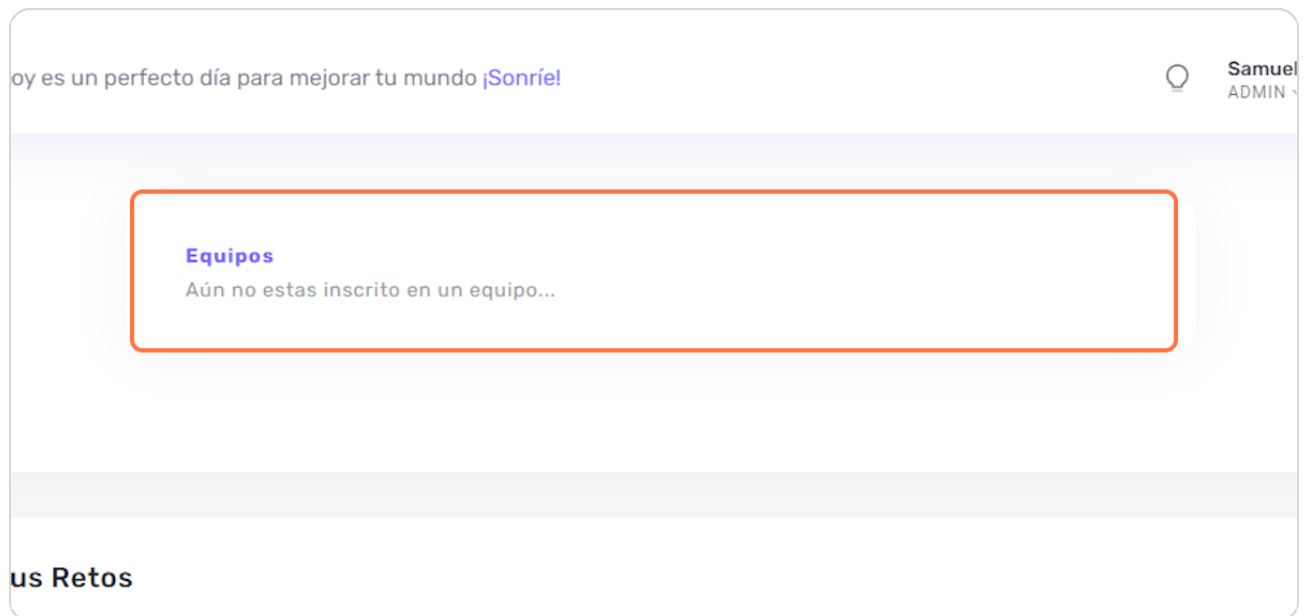 oy es un perfecto día para mejorar tu mundo ¡Sonríe!
Samuel
ADMIN
Equipos
Aún no estas inscrito en un equipo...
us Retos